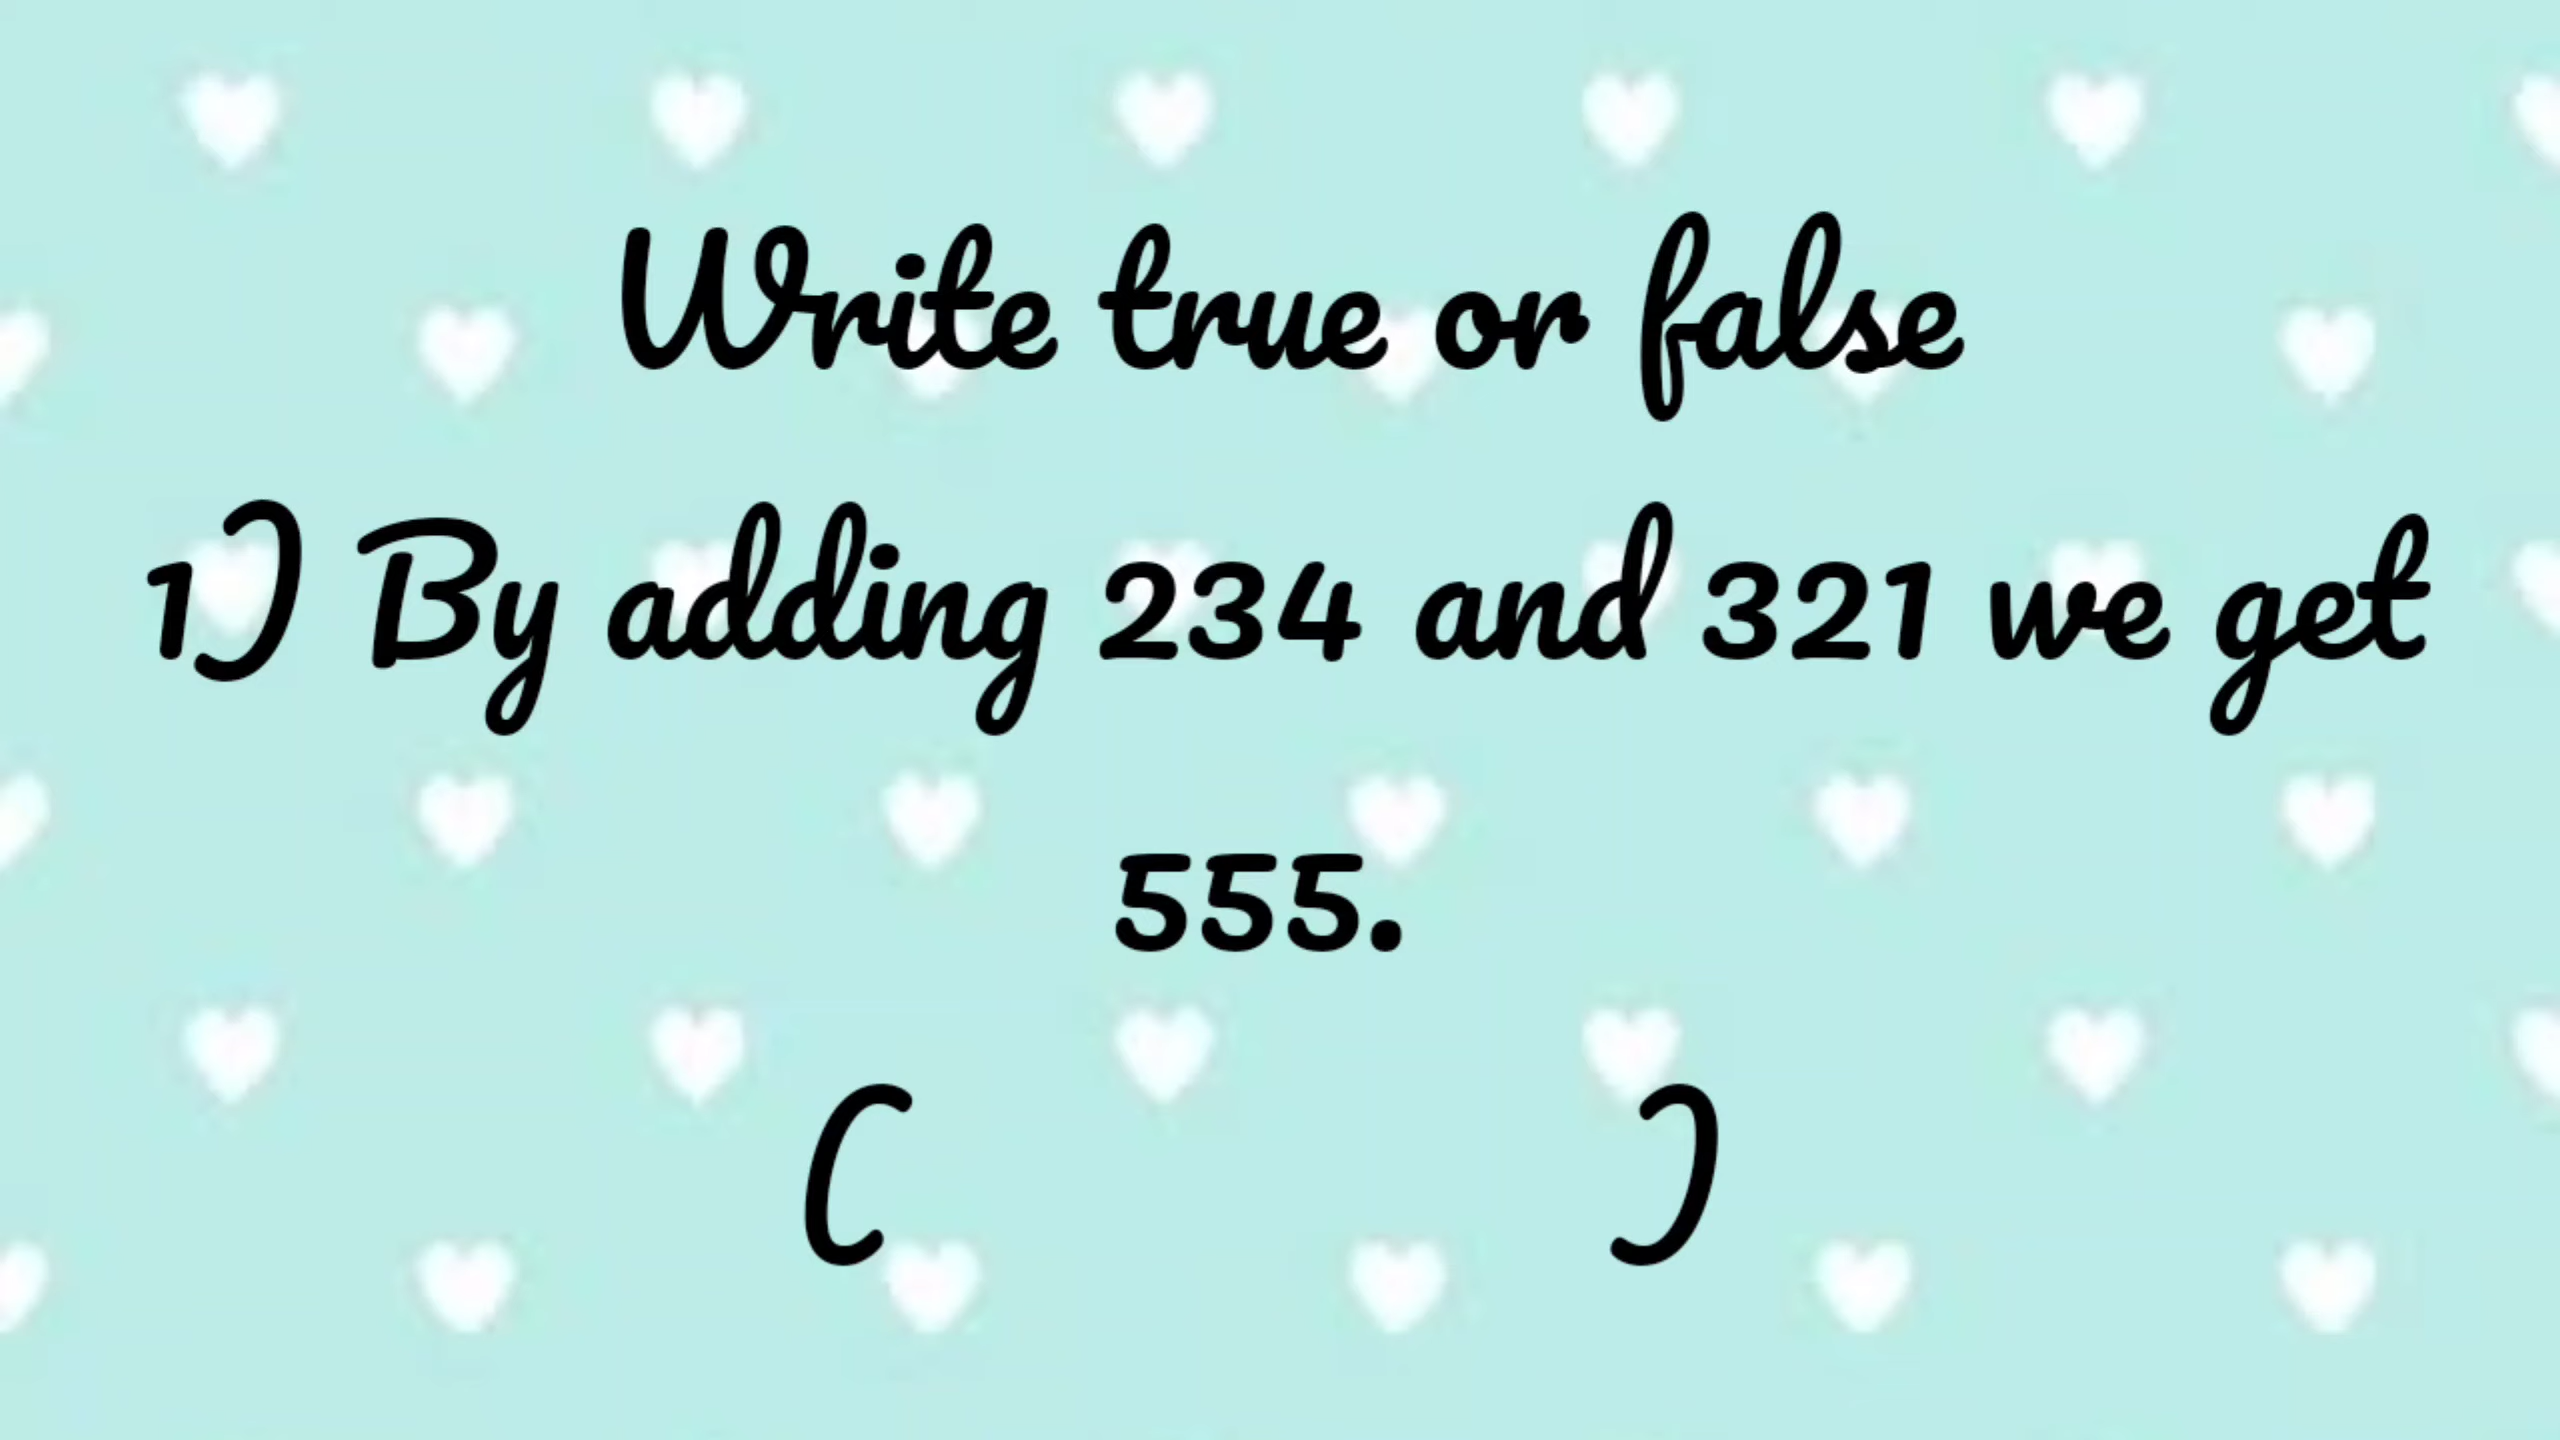 Write true or false
1) By adding 234 and 321 we get
555.
( )